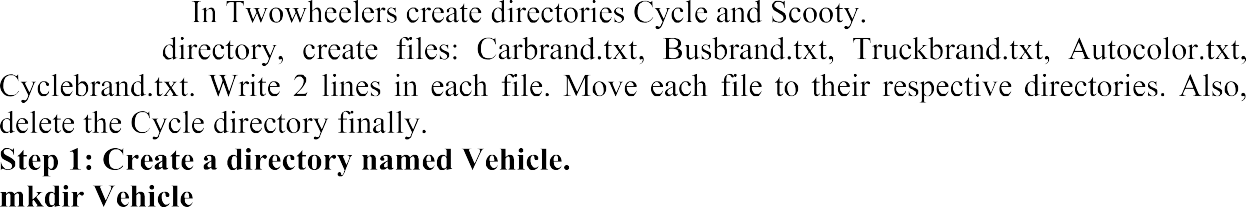 In Twowheelers create directories Cycle and Scooty.
directory, create files: Carbrand.txt, Busbrand.txt, Truckbrand.txt, Autocolor.txt,
Cyclebrand.txt. Write 2 lines in each file. Move each file to their respective directories. Also,
delete the Cycle directory finally.
Step 1: Create a directory named Vehicle.
mkdir Vehicle